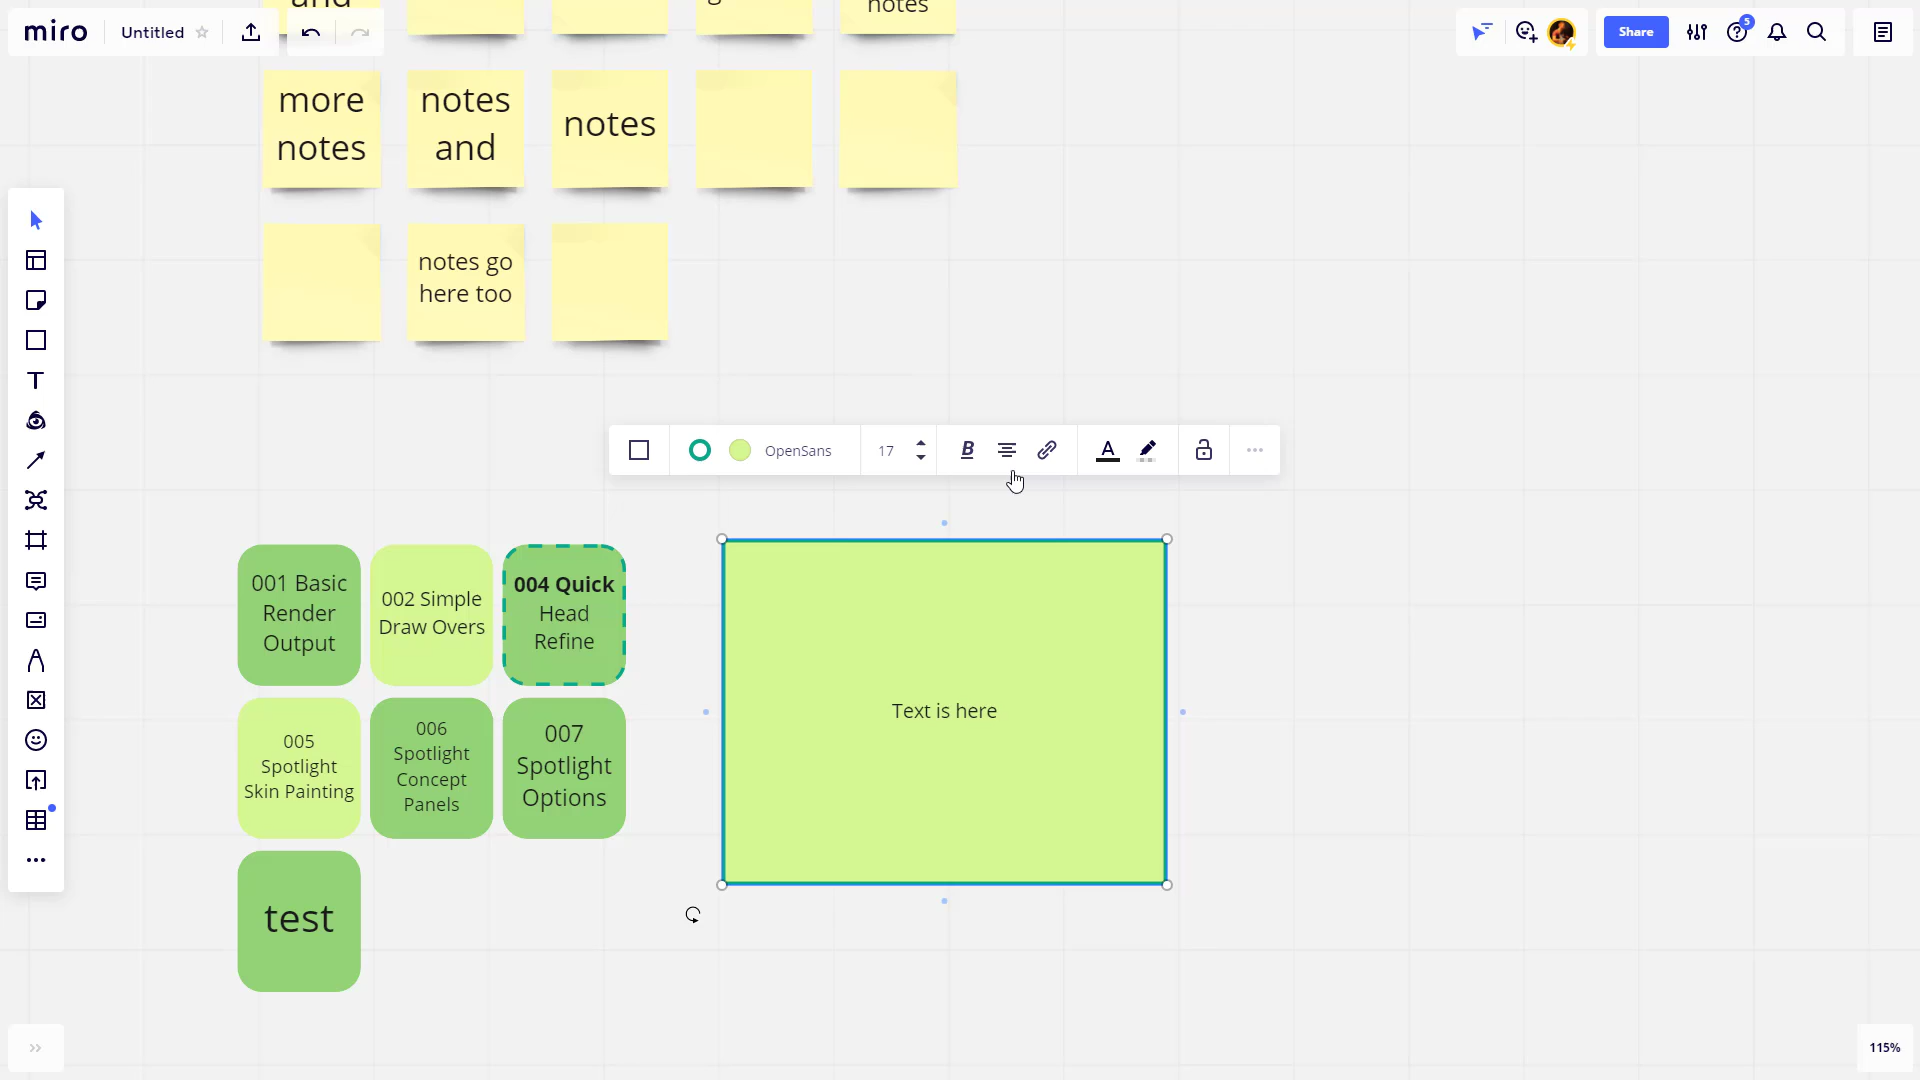 and
g
notes
miro
Untitled
Share
5
more
notes
notes
and
notes
notes go
here too
OpenSans
17
B
A
001 Basic
Render
Output
002 Simple
Draw Overs
004 Quick
Head
Refine
005
Spotlight
Skin Painting
006
Spotlight
Concept
Panels
007
Spotlight
Options
test
Text is here
115%